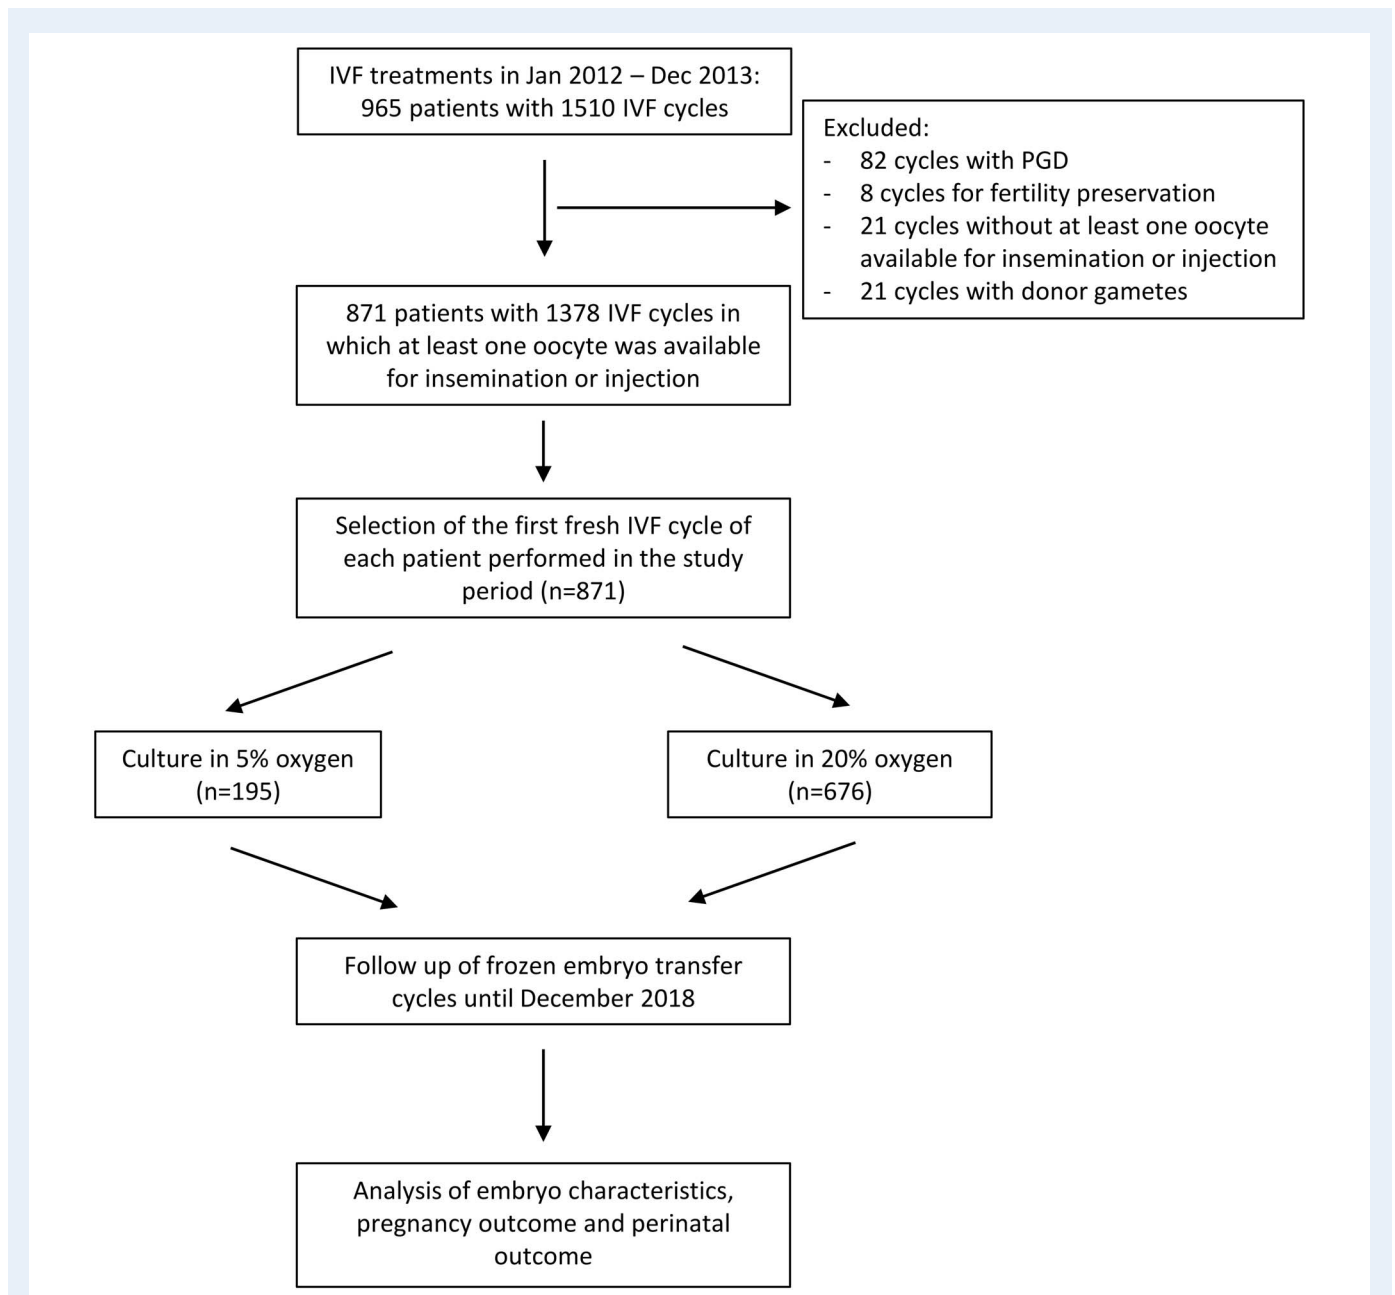 IVF treatments in Jan 2012 – Dec 2013:
965 patients with 1510 IVF cycles
Excluded:
- 82 cycles with PGD
- 8 cycles for fertility preservation
- 21 cycles without at least one oocyte
available for insemination or injection
- 21 cycles with donor gametes
871 patients with 1378 IVF cycles in
which at least one oocyte was available
for insemination or injection
Selection of the first fresh IVF cycle of
each patient performed in the study
period (n=871)
Culture in 5% oxygen
(n=195)
Culture in 20% oxygen
(n=676)
Follow up of frozen embryo transfer
cycles until December 2018
Analysis of embryo characteristics,
pregnancy outcome and perinatal
outcome